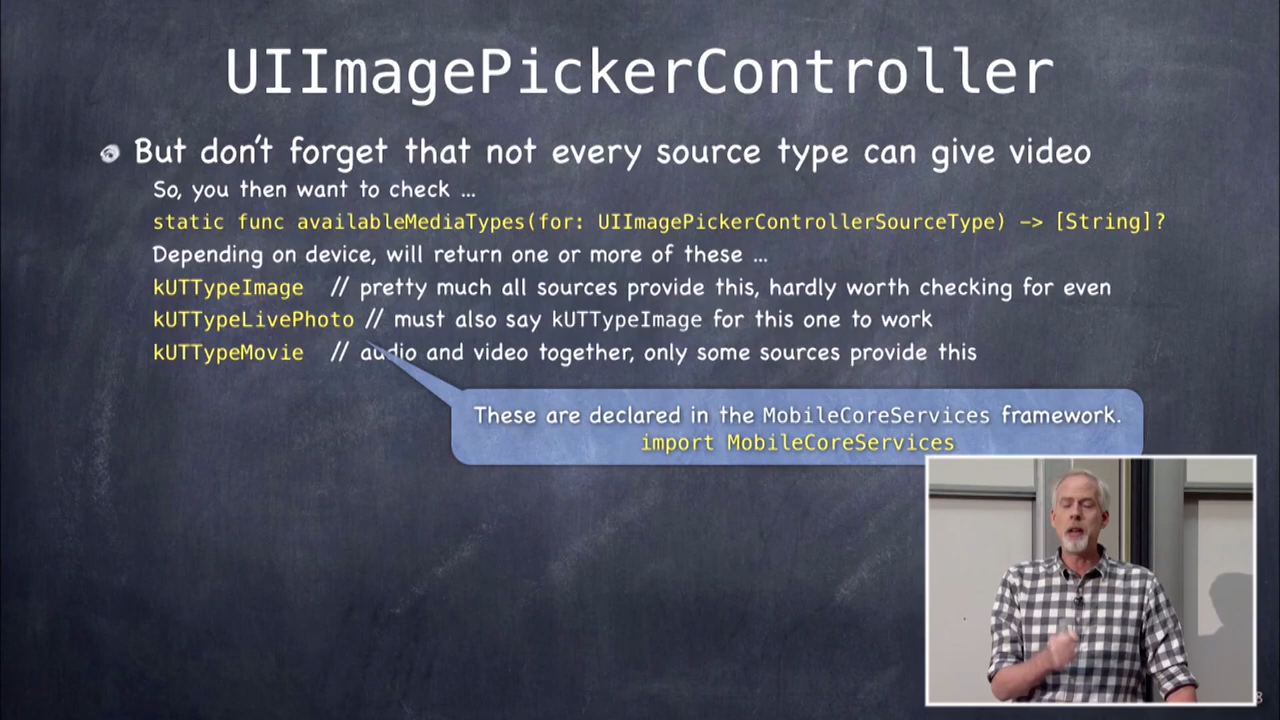 UIImagePickerController
But don't forget that not every source type can give video
So, you then want to check ...
static func availableMediaTypes(for: UIImagePickerControllerSourceType) -> [String]?
Depending on device, will return one or more of these ...
kUTTypeImage // pretty much all sources provide this, hardly worth checking for even
kUTTypeLivePhoto // must also say kUTTypeImage for this one to work
kUTTypeMovie // audio and video together, only some sources provide this
These are declared in the MobileCoreServices framework.
import MobileCoreServices